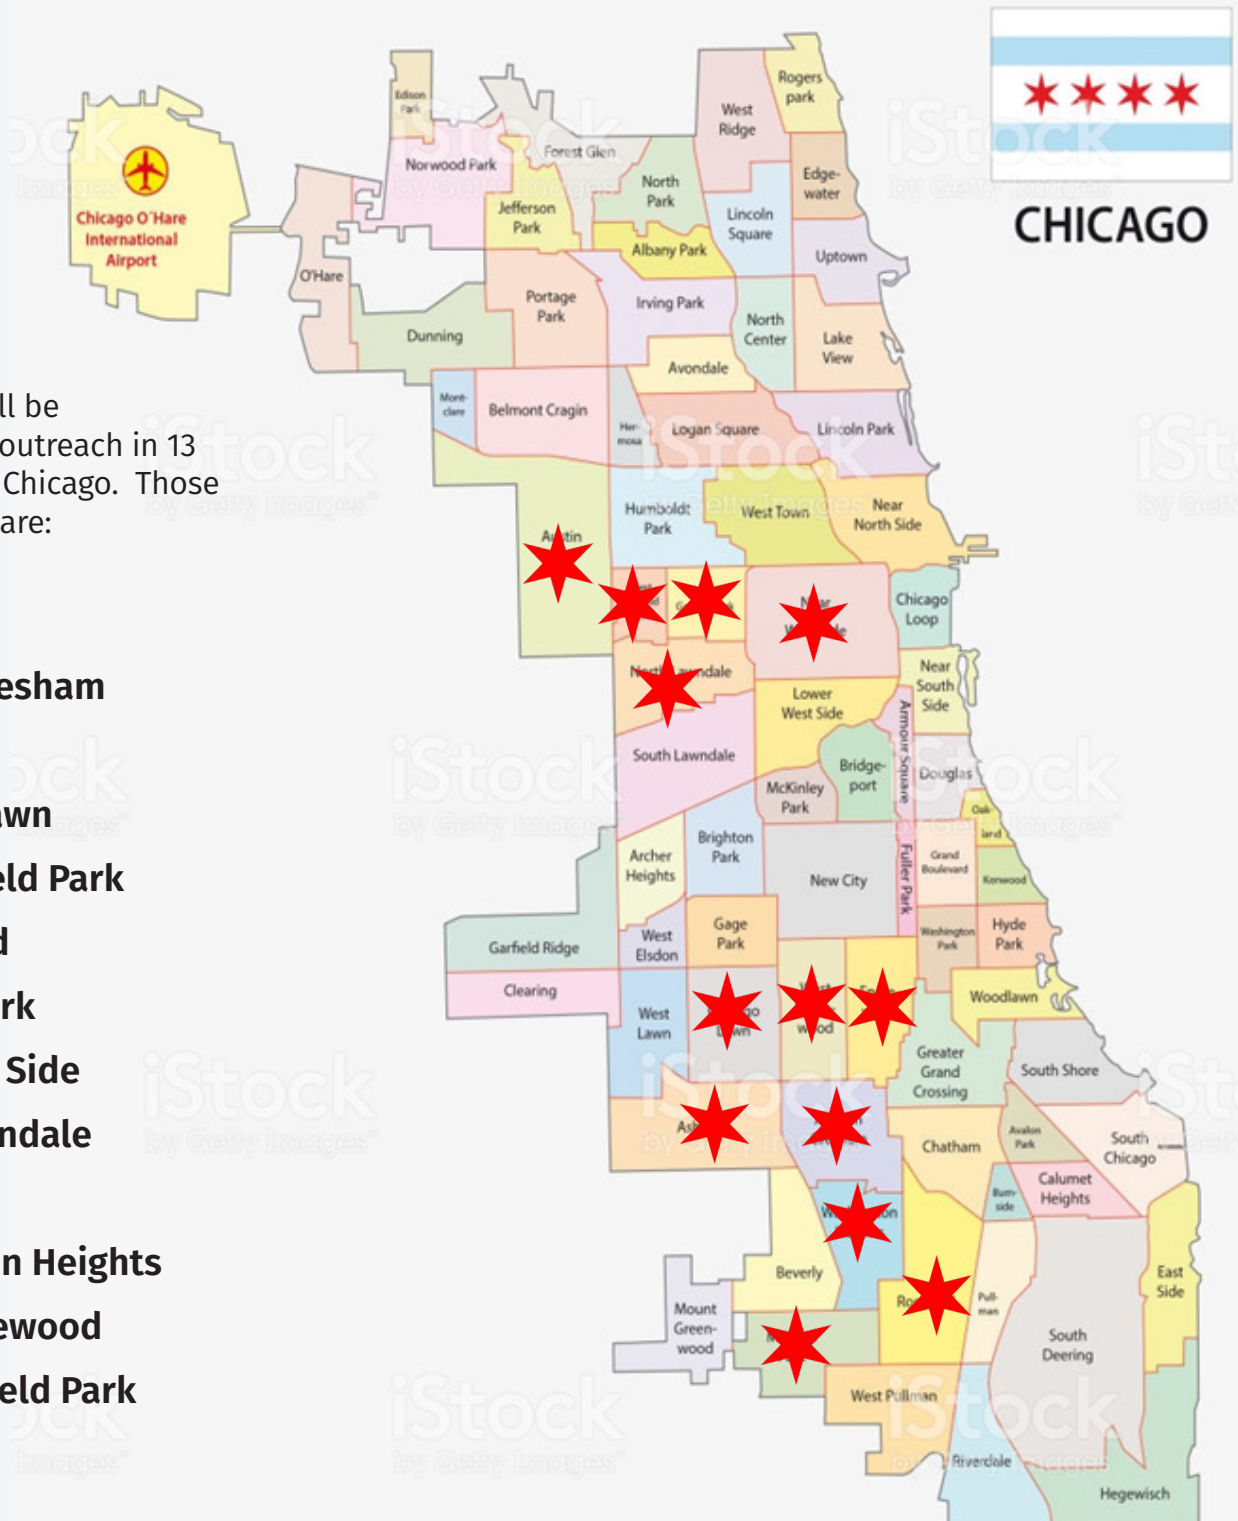 CHICAGO
Chicago O´Hare
International
Airport
Edison
Park
Norwood Park
Forest Glen
Jefferson
Park
North
Park
Albany Park
West
Ridge
Rogers
park
Edge-
water
Lincoln
Square
Uptown
O'Hare
Dunning
Portage
Park
Irving Park
North
Center
Lake
View
Avondale
Mont-
clare
Belmont Cragin
Her-
mosa
Logan Square
Lincoln Park
ll be
outreach in 13
Chicago. Those
are:
esham
awn
eld Park
d
rk
Side
ndale
n Heights
ewood
ield Park
Austin
Humboldt
Park
West Town
Near
North Side
Chicago
Loop
Near
South
Side
Lower
West Side
South Lawndale
Armour Square
Bridge-
port
McKinley
Park
Douglas
Oak-
land
Brighton
Park
Archer
Heights
New City
Fuller Park
Grand
Boulevard
Kenwood
Gage
Park
West
Elsdon
Garfield Ridge
Clearing
West
Lawn
Washington
Park
Hyde
Park
Woodlawn
Greater
Grand
Crossing
South Shore
Chatham
Avalon
Park
South
Chicago
Burn-
side
Calumet
Heights
Beverly
Mount
Green-
wood
Pull-
man
East
Side
South
Deering
West Pullman
Riverdale
Hegewisch
iStock
by Getty Images™